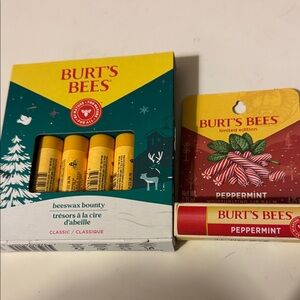 BURT'S
BEES
beeswax bounty
trésors à la cire
d'abeille
CLASSIC / CLASSIQUE
BURT'S BEES
limited edition
PEPPERMINT
BURT'S BEES
PEPPERMINT